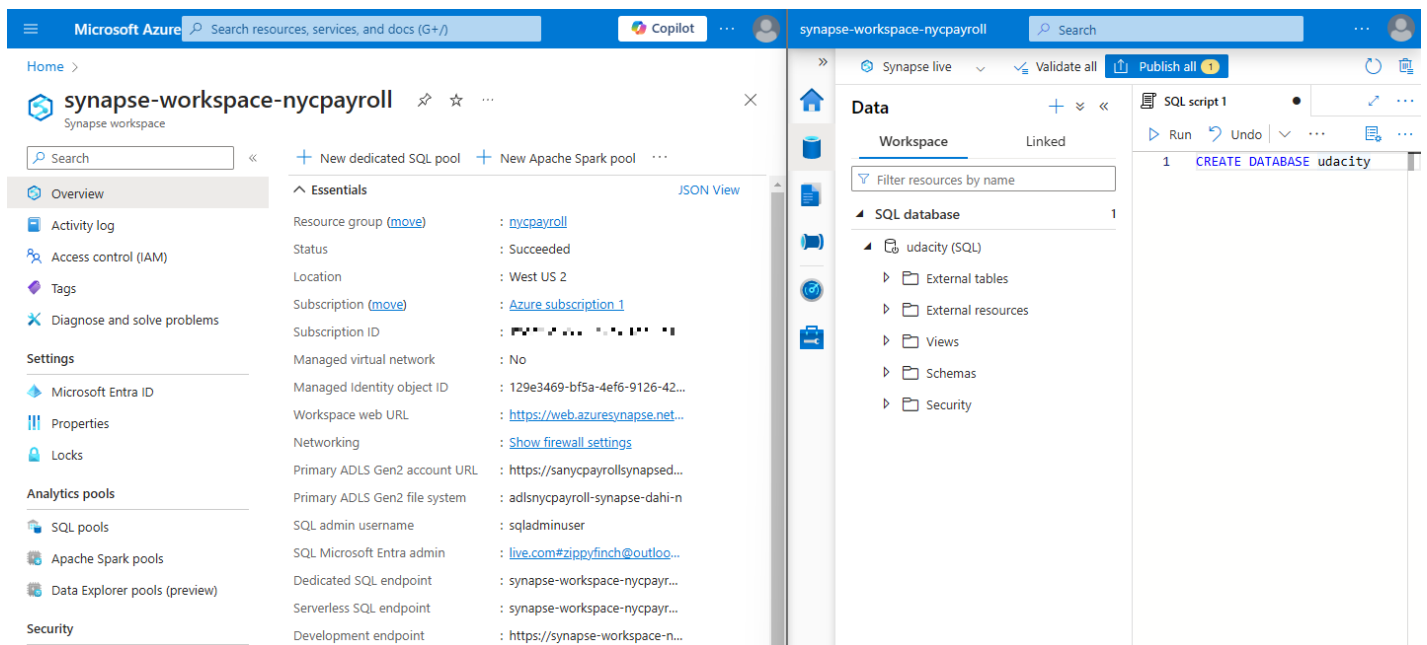 Microsoft Azure
Search resources, services, and docs (G+/)
Copilot
Home >
synapse-workspace-nycpayroll
Synapse workspace
Search
Overview
Activity log
Access control (IAM)
Tags
Diagnose and solve problems
Settings
Microsoft Entra ID
Properties
Locks
Analytics pools
SQL pools
Apache Spark pools
Data Explorer pools (preview)
Security
New dedicated SQL pool
New Apache Spark pool
Essentials
JSON View
Resource group (move) : nycpayroll
Status : Succeeded
Location : West US 2
Subscription (move) : Azure subscription 1
Subscription ID :
Managed virtual network : No
Managed Identity object ID : 129e3469-bf5a-4ef6-9126-42...
Workspace web URL : https://web.azuresynapse.net...
Networking : Show firewall settings
Primary ADLS Gen2 account URL : https://sanycpayrollsynapsed...
Primary ADLS Gen2 file system : adlsnycpayroll-synapse-dahi-n
SQL admin username : sqladminuser
SQL Microsoft Entra admin : live.com#zippyfinch@outloo...
Dedicated SQL endpoint : synapse-workspace-nycpayr...
Serverless SQL endpoint : synapse-workspace-nycpayr...
Development endpoint : https://synapse-workspace-n...
synapse-workspace-nycpayroll
Search
Synapse live
Validate all
Publish all 1
Data
Workspace
Linked
Filter resources by name
SQL database 1
udacity (SQL)
External tables
External resources
Views
Schemas
Security
SQL script 1
Run
Undo
1 CREATE DATABASE udacity